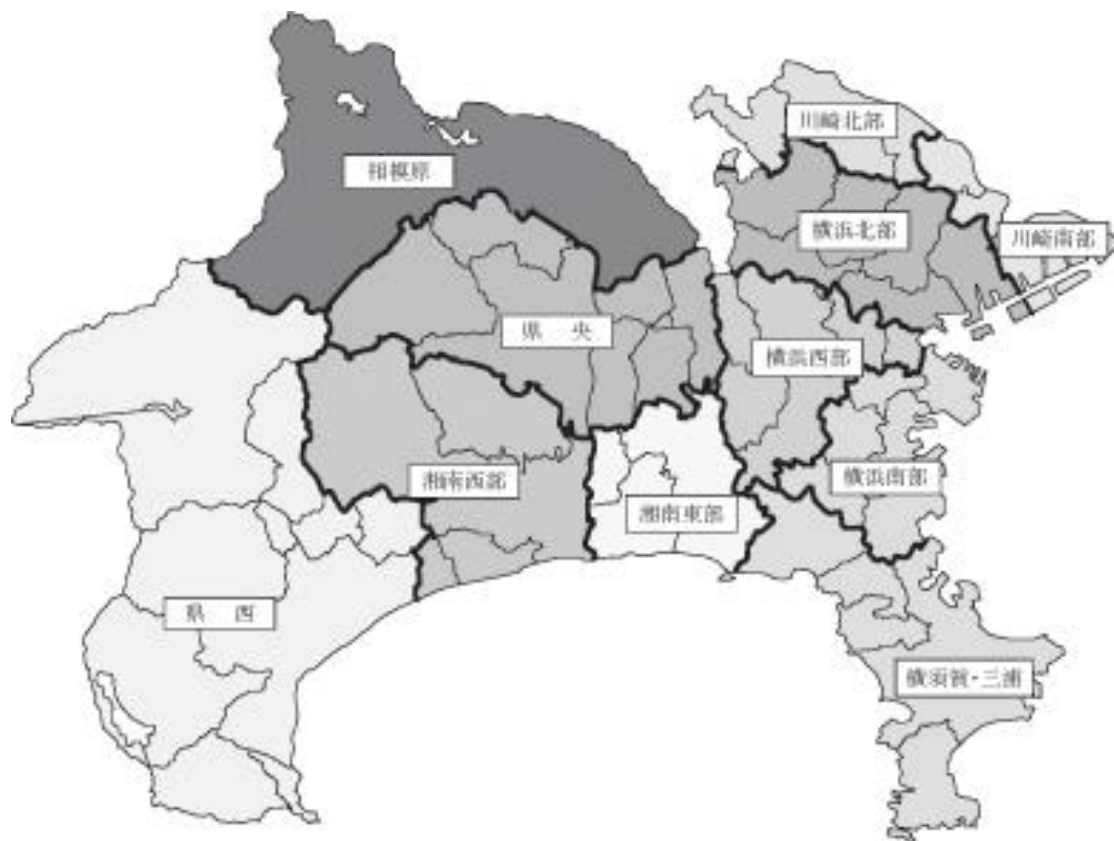 川崎北部
相模原
横浜北部
川崎南部
県 央
横浜西部
湘南西部
横浜南部
湘南東部
県 西
横須賀・三浦